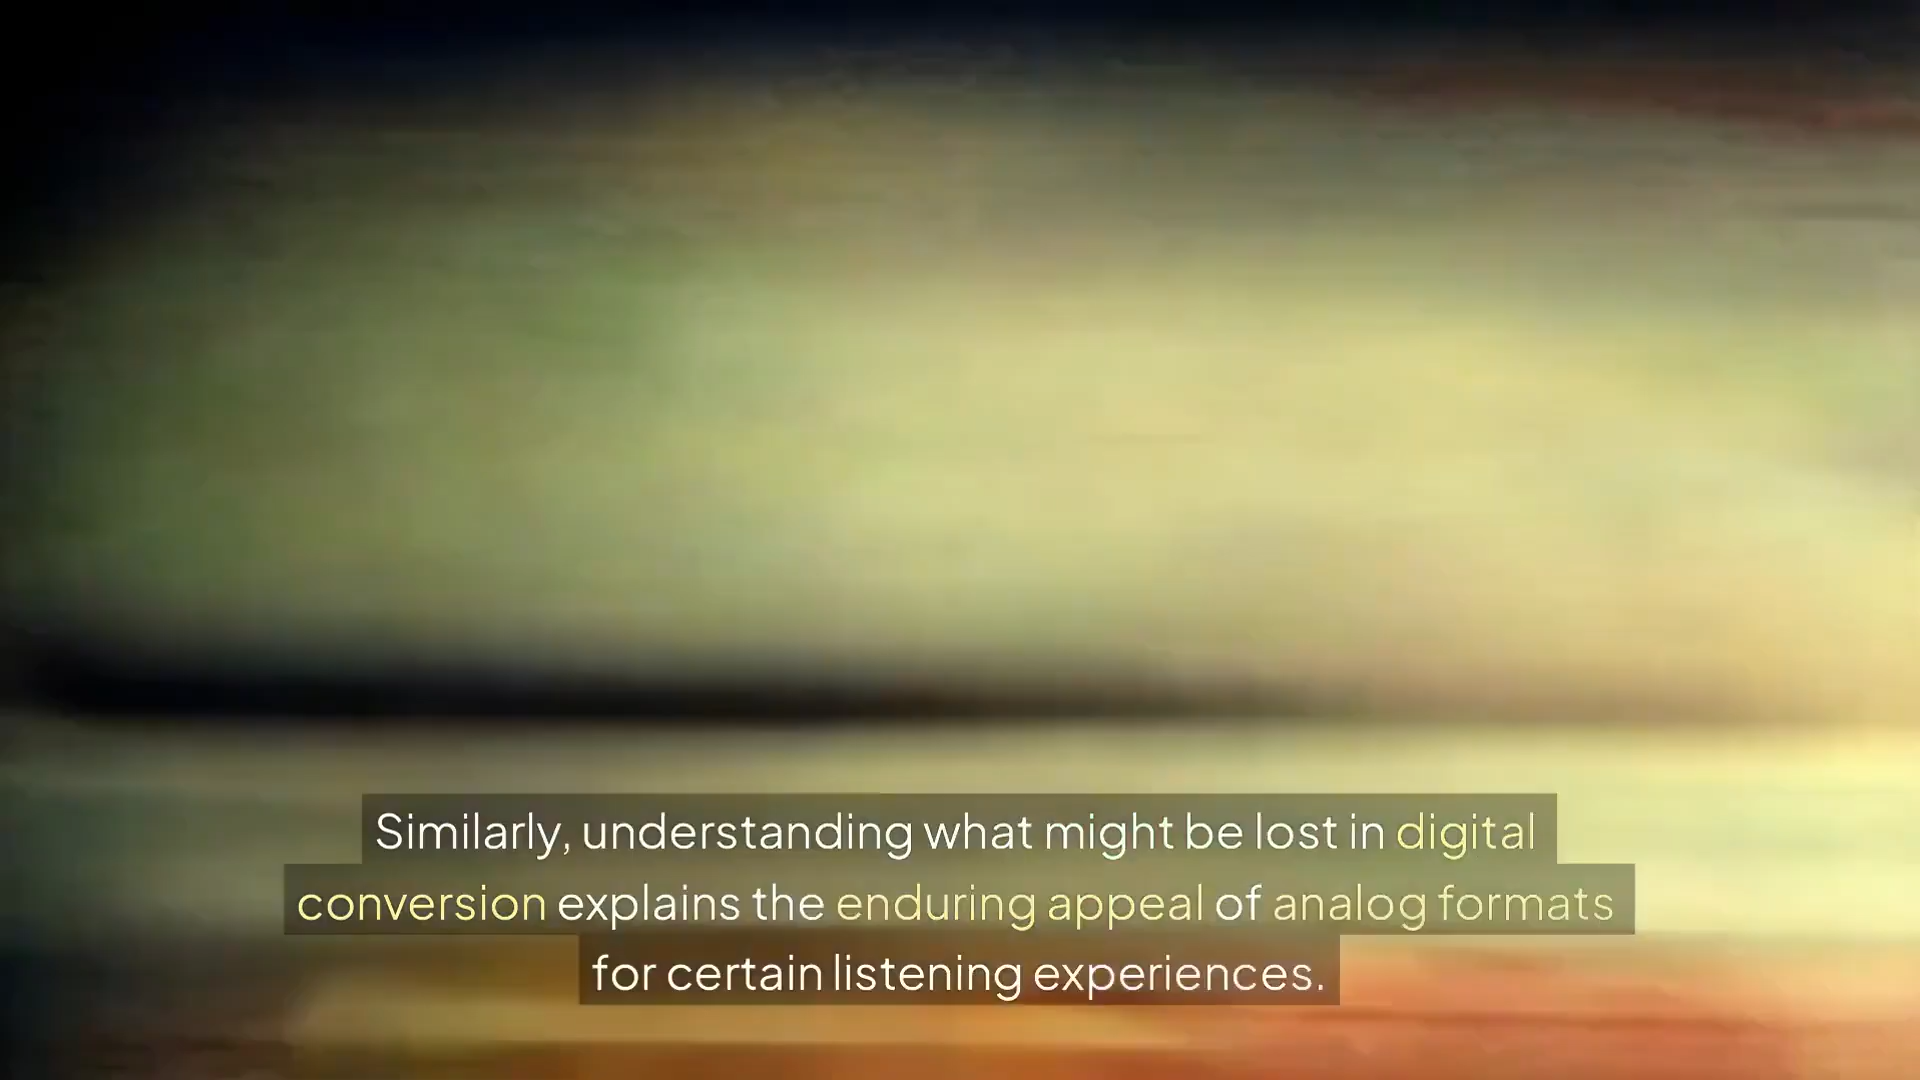 Similarly, understanding what might be lost in digital
conversion explains the enduring appeal of analog formats
for certain listening experiences.